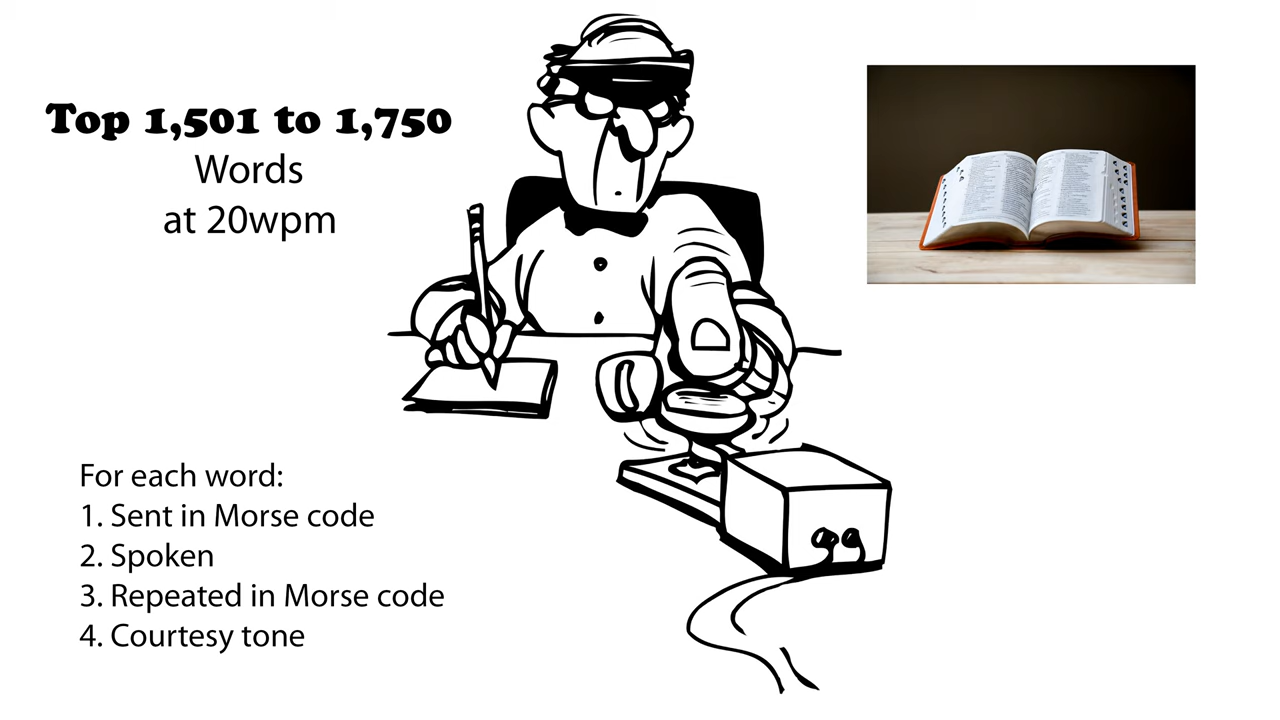 Top 1,501 to 1,750
Words
at 20wpm
For each word:
1. Sent in Morse code
2. Spoken
3. Repeated in Morse code
4. Courtesy tone